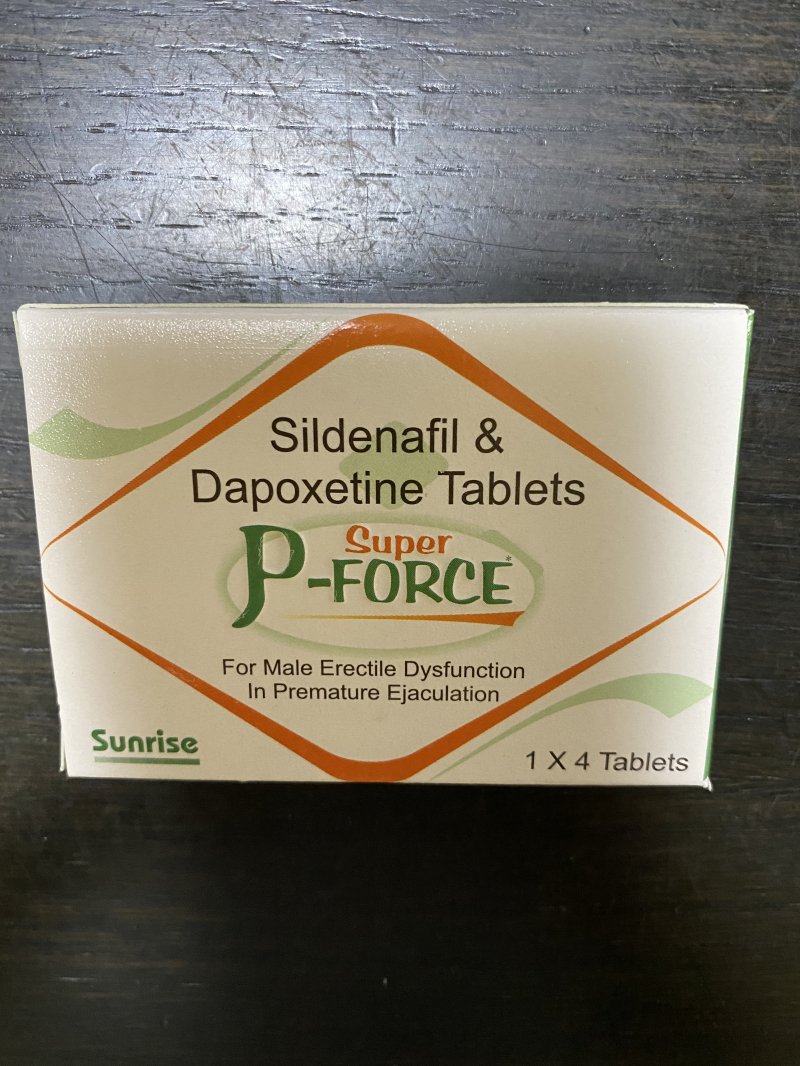 Sildenafil &
Dapoxetine Tablets
Super
P-FORCE*
For Male Erectile Dysfunction
In Premature Ejaculation
Sunrise
1 X 4 Tablets